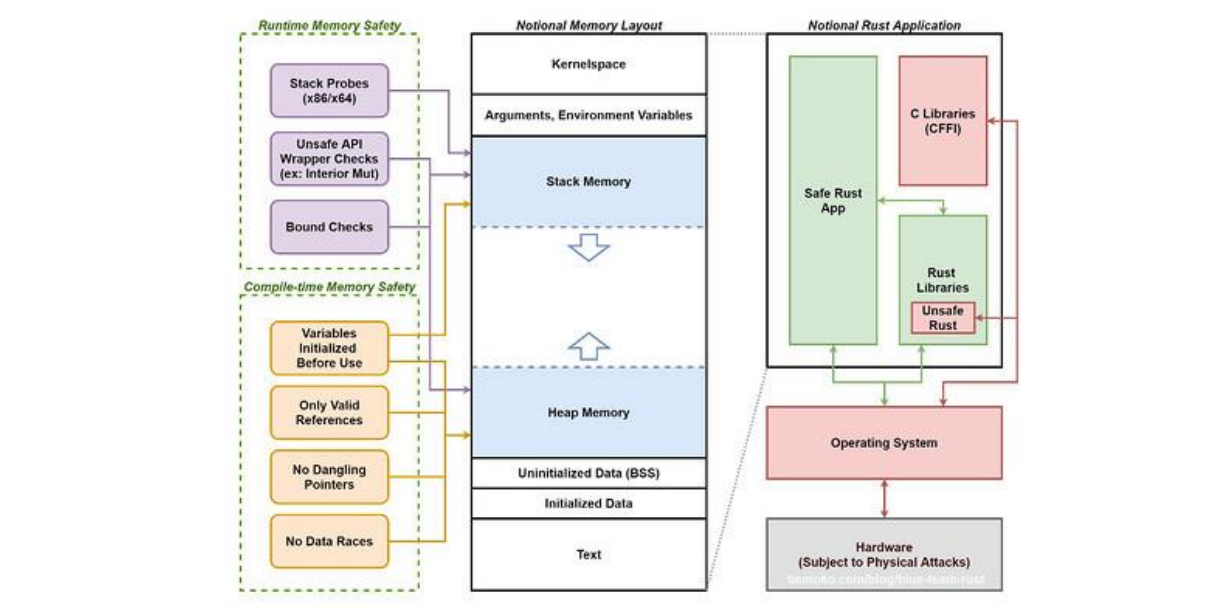 Runtime Memory Safety
Stack Probes
(x86/x64)
Unsafe API
Wrapper Checks
(ex: Interior Mut)
Bound Checks
Compile-time Memory Safety
Variables
Initialized
Before Use
Only Valid
References
No Dangling
Pointers
No Data Races
Notional Memory Layout
Kernelspace
Arguments, Environment Variables
Stack Memory
Heap Memory
Uninitialized Data (BSS)
Initialized Data
Text
Notional Rust Application
Safe Rust
App
C Libraries
(CFFI)
Rust
Libraries
Unsafe
Rust
Operating System
Hardware
(Subject to Physical Attacks)
tiemoko.com/blog/blue-team-rust